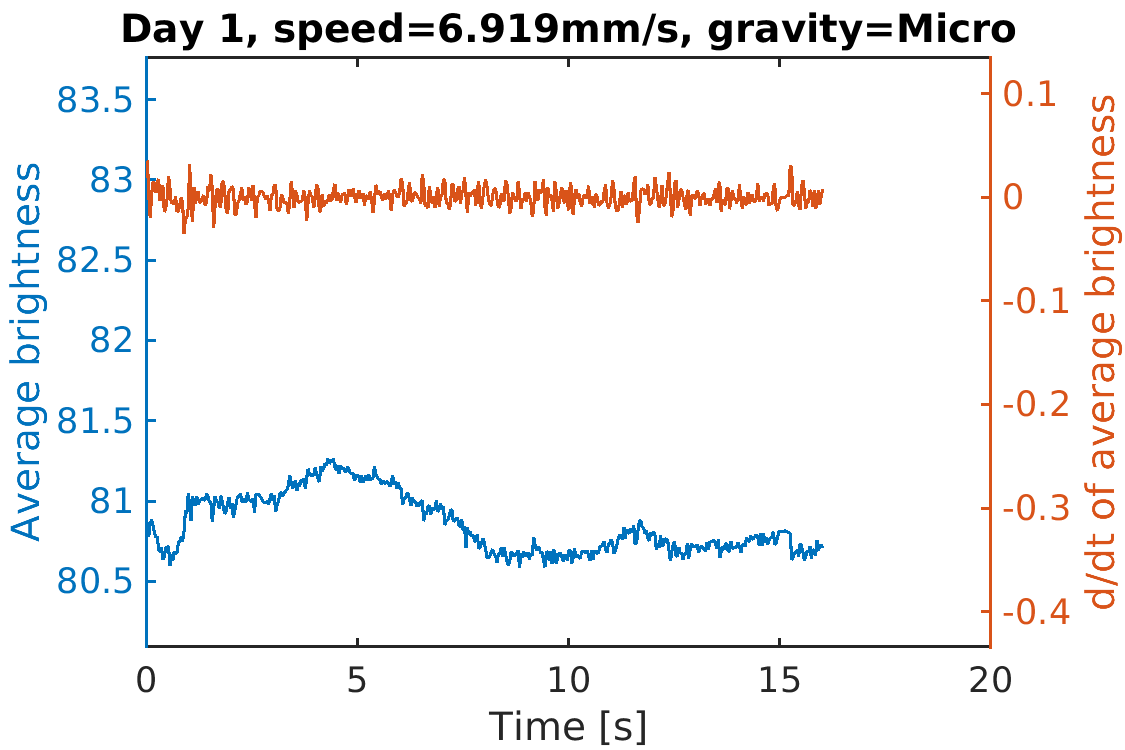 Day 1, speed=6.919mm/s, gravity=Micro
Average brightness
83.5
83
82.5
82
81.5
81
80.5
0.1
0
-0.1
-0.2
-0.3
-0.4
d/dt of average brightness
0 5 10 15 20
Time [s]